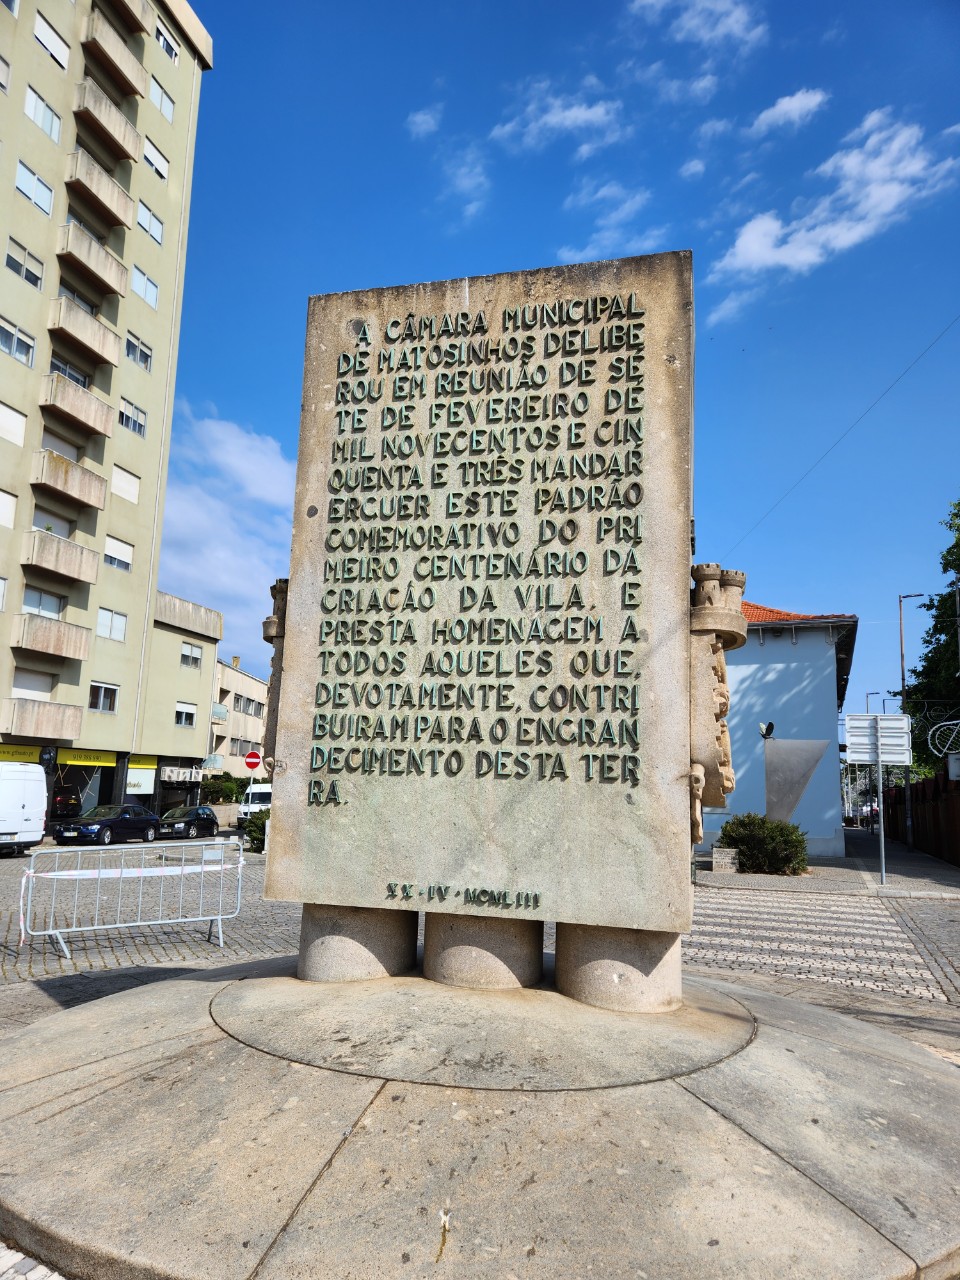 A CÂMARA MUNICIPAL
DE MATOSINHOS DELIBE
ROU EM REUNIÃO DE SÉ
TE DE FEVEREIRO DE
MIL NOVECENTOS E CIN
QUENTA E TRÊS MANDAR
ERGUER ESTE PADRÃO
COMEMORATIVO DO PRI
MEIRO CENTENÁRIO DA
CRIAÇÃO DA VILA, E
PRESTA HOMENAGEM A
TODOS AQUELES QUE,
DEVOTAMENTE, CONTRI
BUIRAM PARA O ENGRAN
DECIMENTO DESTA TER
RA.
XX · IV · MCMLIII